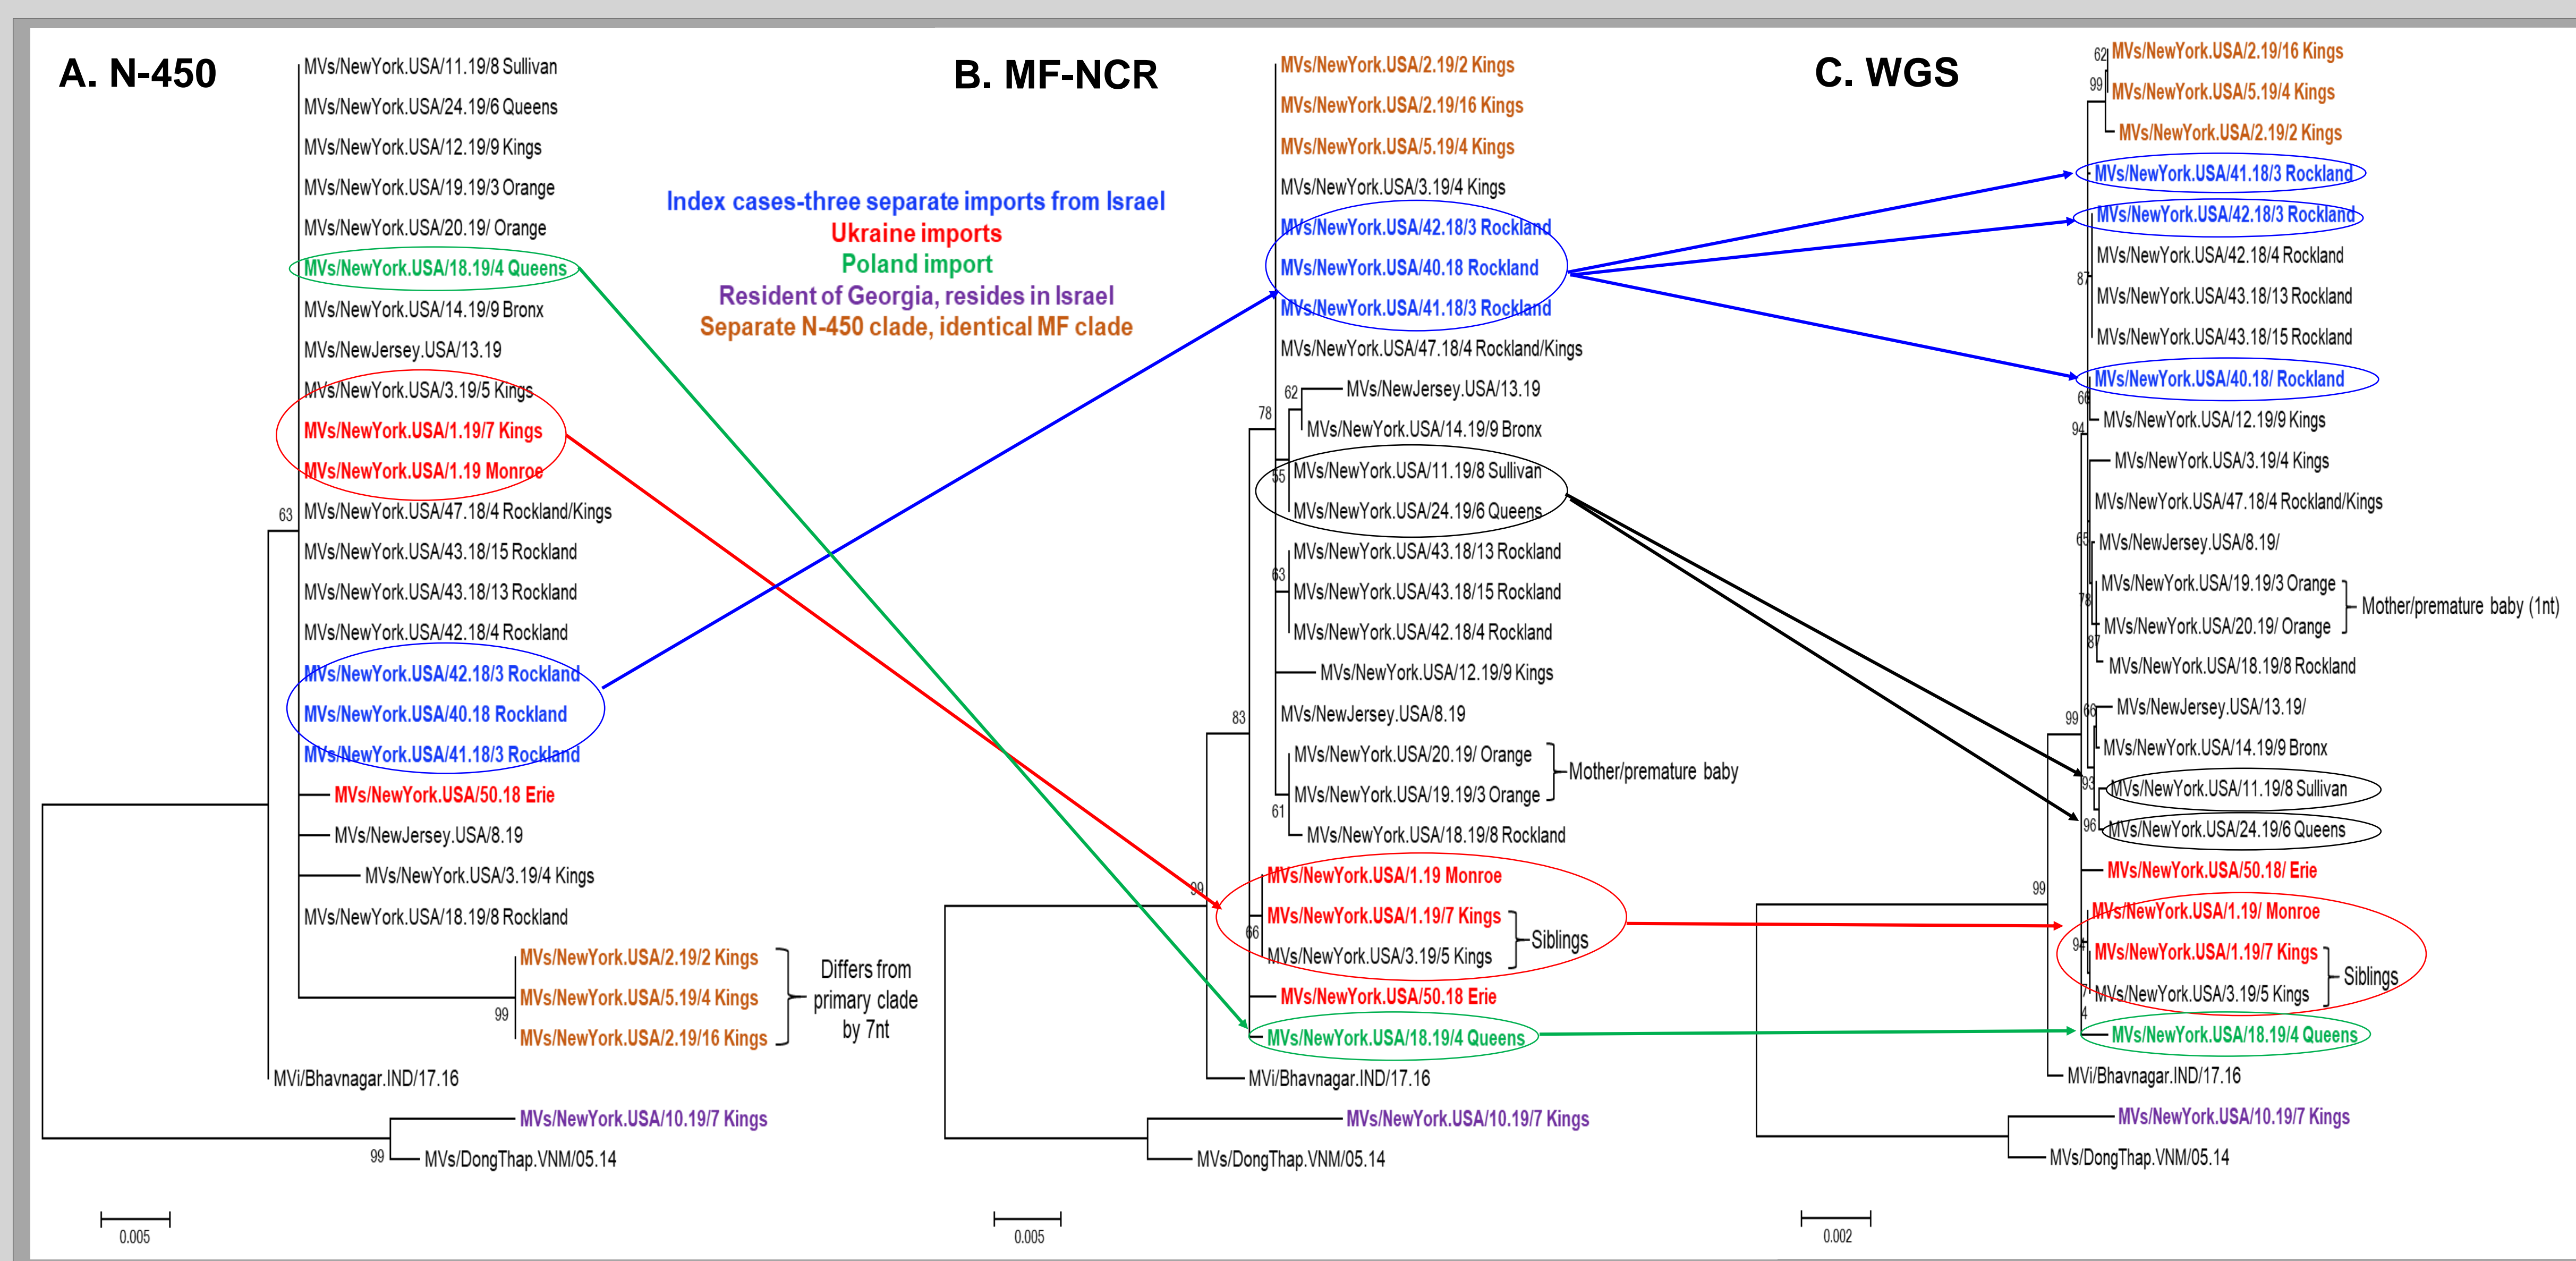 A. N-450
MVs/NewYork.USA/11.19/8 Sullivan
MVs/NewYork.USA/24.19/6 Queens
MVs/NewYork.USA/12.19/9 Kings
MVs/NewYork.USA/19.19/3 Orange
MVs/NewYork.USA/20.19/ Orange
MVs/NewYork.USA/18.19/4 Queens
MVs/NewYork.USA/14.19/9 Bronx
MVs/NewJersey.USA/13.19
MVs/NewYork.USA/3.19/5 Kings
MVs/NewYork.USA/1.19/7 Kings
MVs/NewYork.USA/1.19 Monroe
63
MVs/NewYork.USA/47.18/4 Rockland/Kings
MVs/NewYork.USA/43.18/15 Rockland
MVs/NewYork.USA/43.18/13 Rockland
MVs/NewYork.USA/42.18/4 Rockland
MVs/NewYork.USA/42.18/3 Rockland
MVs/NewYork.USA/40.18 Rockland
MVs/NewYork.USA/41.18/3 Rockland
MVs/NewYork.USA/50.18 Erie
MVs/NewJersey.USA/8.19
MVs/NewYork.USA/3.19/4 Kings
MVs/NewYork.USA/18.19/8 Rockland
MVs/NewYork.USA/2.19/2 Kings
MVs/NewYork.USA/5.19/4 Kings
99
MVs/NewYork.USA/2.19/16 Kings
Differs from
primary clade
by 7nt
MVi/Bhavnagar.IND/17.16
MVs/NewYork.USA/10.19/7 Kings
99
MVs/DongThap.VNM/05.14
0.005
Index cases-three separate imports from Israel
Ukraine imports
Poland import
Resident of Georgia, resides in Israel
Separate N-450 clade, identical MF clade
B. MF-NCR
MVs/NewYork.USA/2.19/2 Kings
MVs/NewYork.USA/2.19/16 Kings
MVs/NewYork.USA/5.19/4 Kings
MVs/NewYork.USA/3.19/4 Kings
MVs/NewYork.USA/42.18/3 Rockland
MVs/NewYork.USA/40.18 Rockland
MVs/NewYork.USA/41.18/3 Rockland
MVs/NewYork.USA/47.18/4 Rockland/Kings
62
MVs/NewJersey.USA/13.19
78
MVs/NewYork.USA/14.19/9 Bronx
55
MVs/NewYork.USA/11.19/8 Sullivan
MVs/NewYork.USA/24.19/6 Queens
MVs/NewYork.USA/43.18/13 Rockland
63
MVs/NewYork.USA/43.18/15 Rockland
MVs/NewYork.USA/42.18/4 Rockland
MVs/NewYork.USA/12.19/9 Kings
83
MVs/NewJersey.USA/8.19
MVs/NewYork.USA/20.19/ Orange
Mother/premature baby
MVs/NewYork.USA/19.19/3 Orange
61
MVs/NewYork.USA/18.19/8 Rockland
99
MVs/NewYork.USA/1.19 Monroe
MVs/NewYork.USA/1.19/7 Kings
66
Siblings
MVs/NewYork.USA/3.19/5 Kings
MVs/NewYork.USA/50.18 Erie
MVs/NewYork.USA/18.19/4 Queens
MVi/Bhavnagar.IND/17.16
MVs/NewYork.USA/10.19/7 Kings
MVs/DongThap.VNM/05.14
0.005
C. WGS
62
MVs/NewYork.USA/2.19/16 Kings
99
MVs/NewYork.USA/5.19/4 Kings
MVs/NewYork.USA/2.19/2 Kings
MVs/NewYork.USA/41.18/3 Rockland
MVs/NewYork.USA/42.18/3 Rockland
MVs/NewYork.USA/42.18/4 Rockland
87
MVs/NewYork.USA/43.18/13 Rockland
MVs/NewYork.USA/43.18/15 Rockland
MVs/NewYork.USA/40.18/ Rockland
66
MVs/NewYork.USA/12.19/9 Kings
94
MVs/NewYork.USA/3.19/4 Kings
MVs/NewYork.USA/47.18/4 Rockland/Kings
65
MVs/NewJersey.USA/8.19/
MVs/NewYork.USA/19.19/3 Orange
78
Mother/premature baby (1nt)
MVs/NewYork.USA/20.19/ Orange
87
MVs/NewYork.USA/18.19/8 Rockland
99
66
MVs/NewJersey.USA/13.19/
MVs/NewYork.USA/14.19/9 Bronx
93
MVs/NewYork.USA/11.19/8 Sullivan
96
MVs/NewYork.USA/24.19/6 Queens
MVs/NewYork.USA/50.18/ Erie
99
MVs/NewYork.USA/1.19/ Monroe
94
MVs/NewYork.USA/1.19/7 Kings
Siblings
MVs/NewYork.USA/3.19/5 Kings
7
4
MVs/NewYork.USA/18.19/4 Queens
MVi/Bhavnagar.IND/17.16
MVs/NewYork.USA/10.19/7 Kings
MVs/DongThap.VNM/05.14
0.002